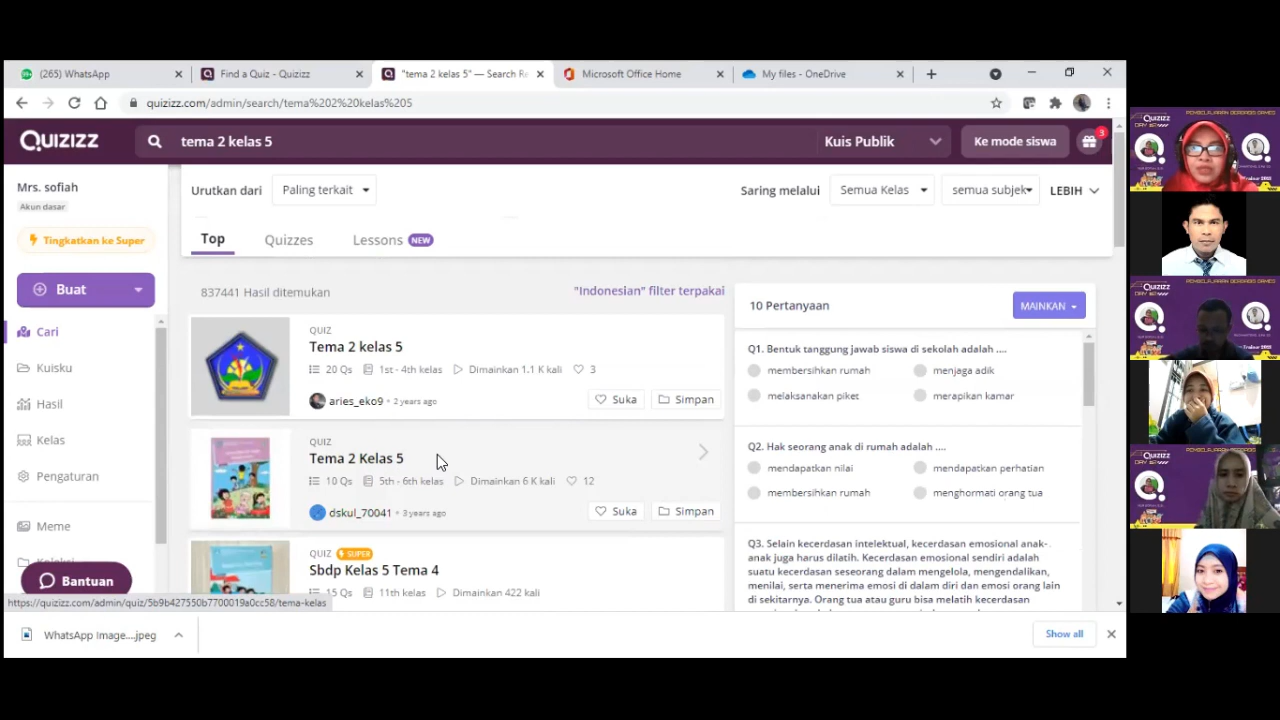 (265) WhatsApp
Find a Quiz - Quizizz
"tema 2 kelas 5" — Search Re
Microsoft Office Home
My files - OneDrive
quizizz.com/admin/search/tema%202%20kelas%205
QUIZIZZ
tema 2 kelas 5
Kuis Publik
Ke mode siswa
3
Mrs. sofiah
Akun dasar
Tingkatkan ke Super
Buat
Cari
Kuisku
Hasil
Kelas
Pengaturan
Meme
Bantuan
Urutkan dari
Paling terkait
Saring melalui
Semua Kelas
semua subjek
LEBIH
Top
Quizzes
Lessons NEW
837441 Hasil ditemukan
"Indonesian" filter terpakai
QUIZ
Tema 2 kelas 5
20 Qs
1st - 4th kelas
Dimainkan 1.1 K kali
3
aries_eko9 • 2 years ago
Suka
Simpan
QUIZ
Tema 2 Kelas 5
10 Qs
5th - 6th kelas
Dimainkan 6 K kali
12
dskul_70041 • 3 years ago
Suka
Simpan
QUIZ SUPER
Sbdp Kelas 5 Tema 4
15 Qs
11th kelas
Dimainkan 422 kali
10 Pertanyaan
MAINKAN
Q1. Bentuk tanggung jawab siswa di sekolah adalah ....
membersihkan rumah
menjaga adik
melaksanakan piket
merapikan kamar
Q2. Hak seorang anak di rumah adalah ....
mendapatkan nilai
mendapatkan perhatian
membersihkan rumah
menghormati orang tua
Q3. Selain kecerdasan intelektual, kecerdasan emosional anak-
anak juga harus dilatih. Kecerdasan emosional sendiri adalah
suatu kecerdasan seseorang dalam mengelola, mengendalikan,
menilai, serta menerima emosi di dalam diri dan emosi orang lain
di sekitarnya. Orang tua atau guru bisa melatih kecerdasan
https://quizizz.com/admin/quiz/5b9b427550b7700019a0cc58/tema-kelas
WhatsApp Image....jpeg
Show all